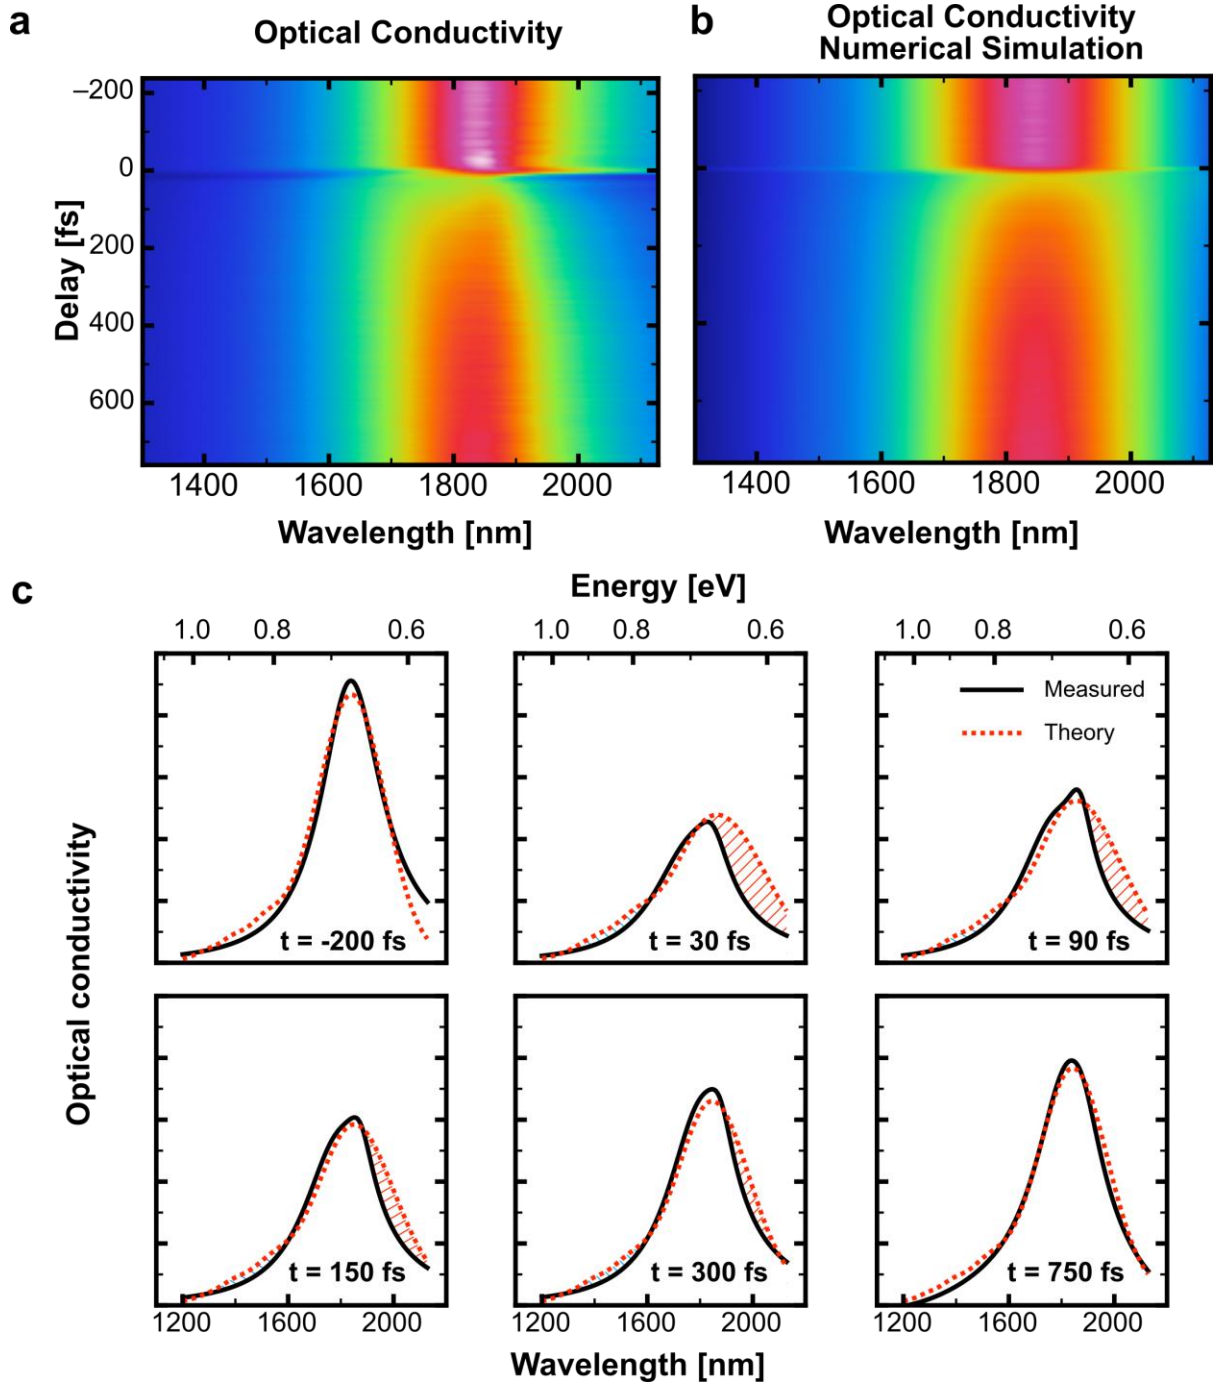 a
Optical Conductivity
b
Optical Conductivity
Numerical Simulation
Delay [fs]
–200
0
200
400
600
1400 1600 1800 2000
Wavelength [nm]
1400 1600 1800 2000
Wavelength [nm]
c
Energy [eV]
1.0 0.8 0.6
1.0 0.8 0.6
1.0 0.8 0.6
Optical conductivity
t = -200 fs
t = 30 fs
Measured
Theory
t = 90 fs
t = 150 fs
t = 300 fs
t = 750 fs
1200 1600 2000
1200 1600 2000
1200 1600 2000
Wavelength [nm]